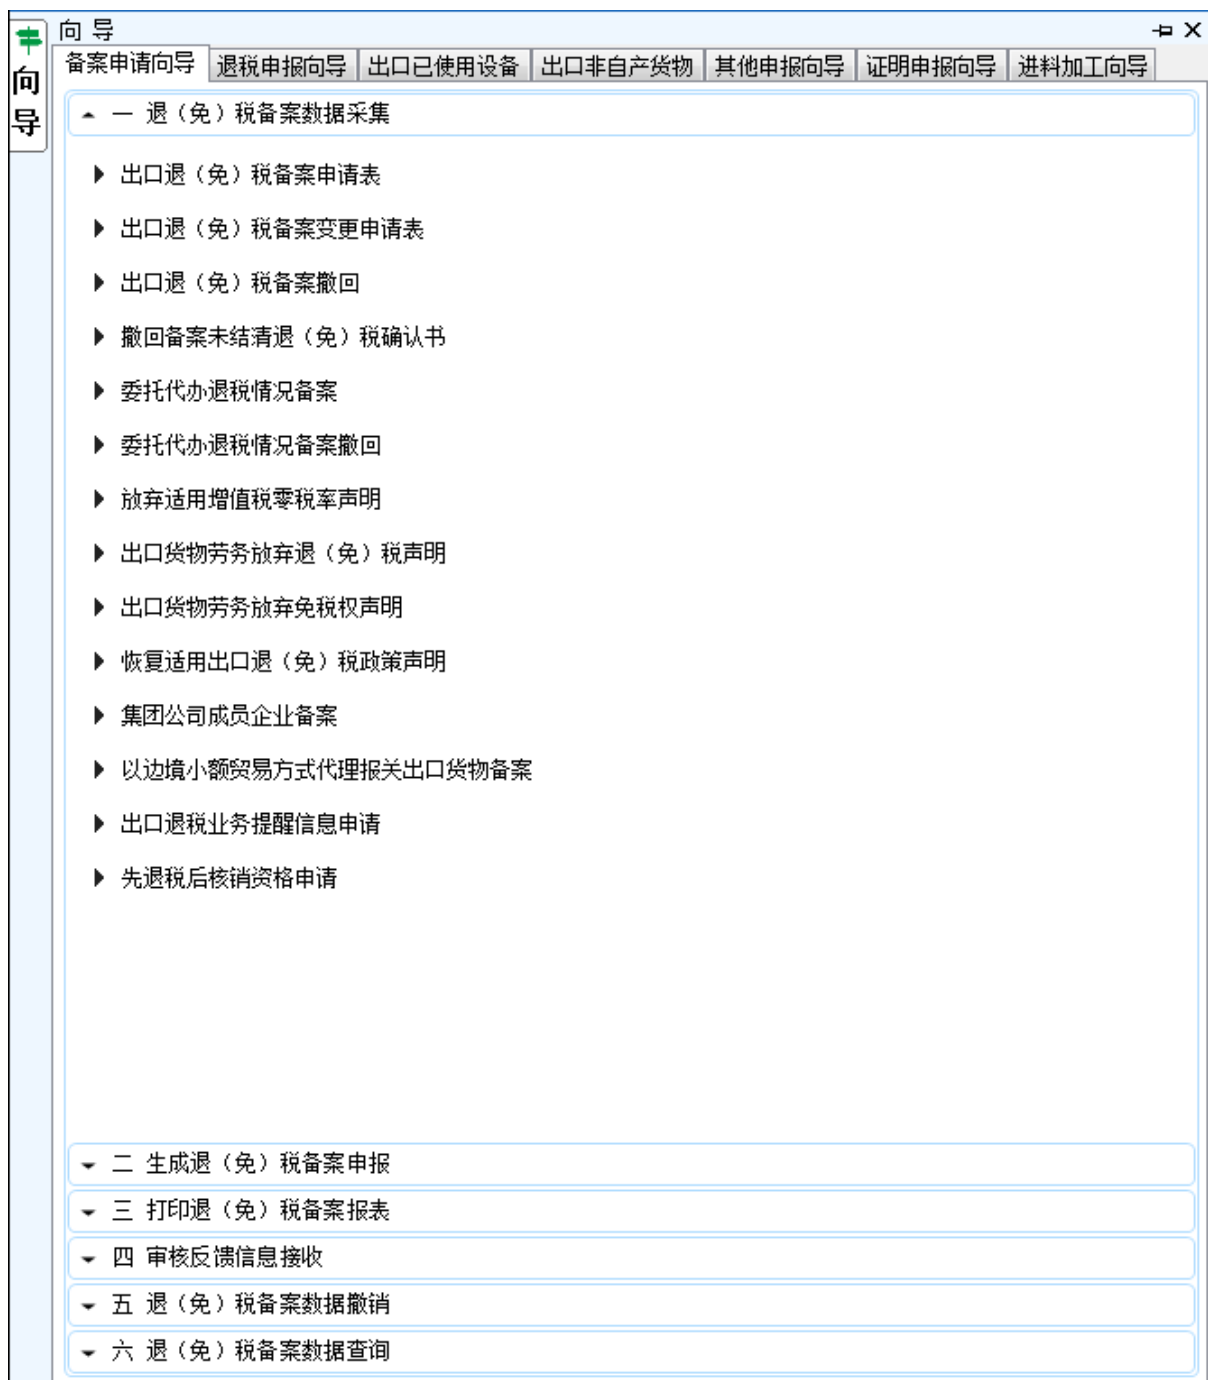 向导
向 导
备案申请向导 退税申报向导 出口已使用设备 出口非自产货物 其他申报向导 证明申报向导 进料加工向导
一 退（免）税备案数据采集
出口退（免）税备案申请表
出口退（免）税备案变更申请表
出口退（免）税备案撤回
撤回备案未结清退（免）税确认书
委托代办退税情况备案
委托代办退税情况备案撤回
放弃适用增值税零税率声明
出口货物劳务放弃退（免）税声明
出口货物劳务放弃免税权声明
恢复适用出口退（免）税政策声明
集团公司成员企业备案
以边境小额贸易方式代理报关出口货物备案
出口退税业务提醒信息申请
先退税后核销资格申请
二 生成退（免）税备案申报
三 打印退（免）税备案报表
四 审核反馈信息接收
五 退（免）税备案数据撤销
六 退（免）税备案数据查询